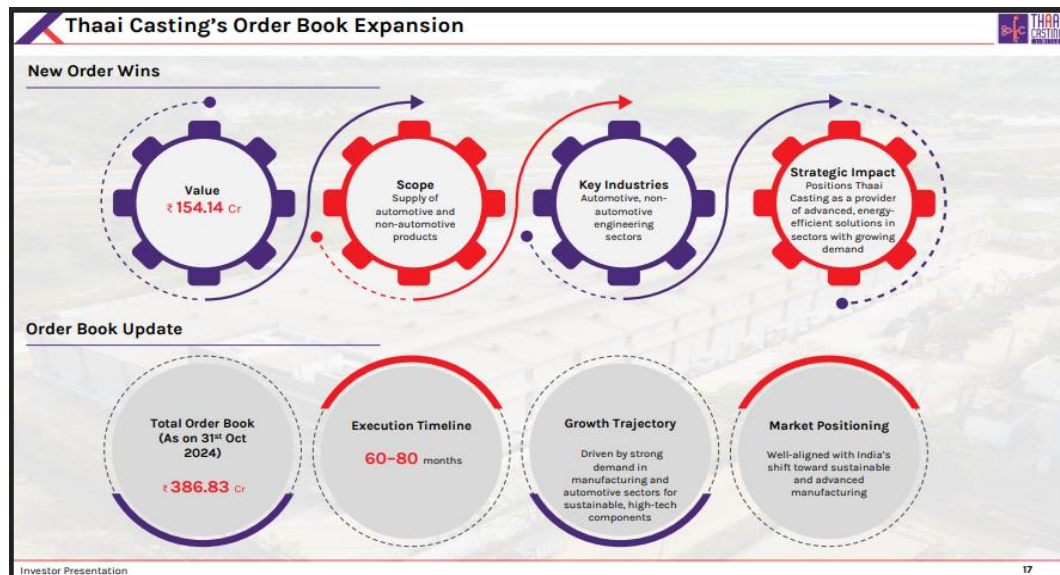 Thaai Casting's Order Book Expansion
THAAI
CASTING
LIMITED
New Order Wins
Value
₹ 154.14 Cr
Scope
Supply of
automotive and
non-automotive
products
Key Industries
Automotive, non-
automotive
engineering
sectors
Strategic Impact
Positions Thaai
Casting as a provider
of advanced, energy-
efficient solutions in
sectors with growing
demand
Order Book Update
Total Order Book
(As on 31st Oct
2024)
₹ 386.83 Cr
Execution Timeline
60–80 months
Growth Trajectory
Driven by strong
demand in
manufacturing and
automotive sectors for
sustainable, high-tech
components
Market Positioning
Well-aligned with India's
shift toward sustainable
and advanced
manufacturing
Investor Presentation
17